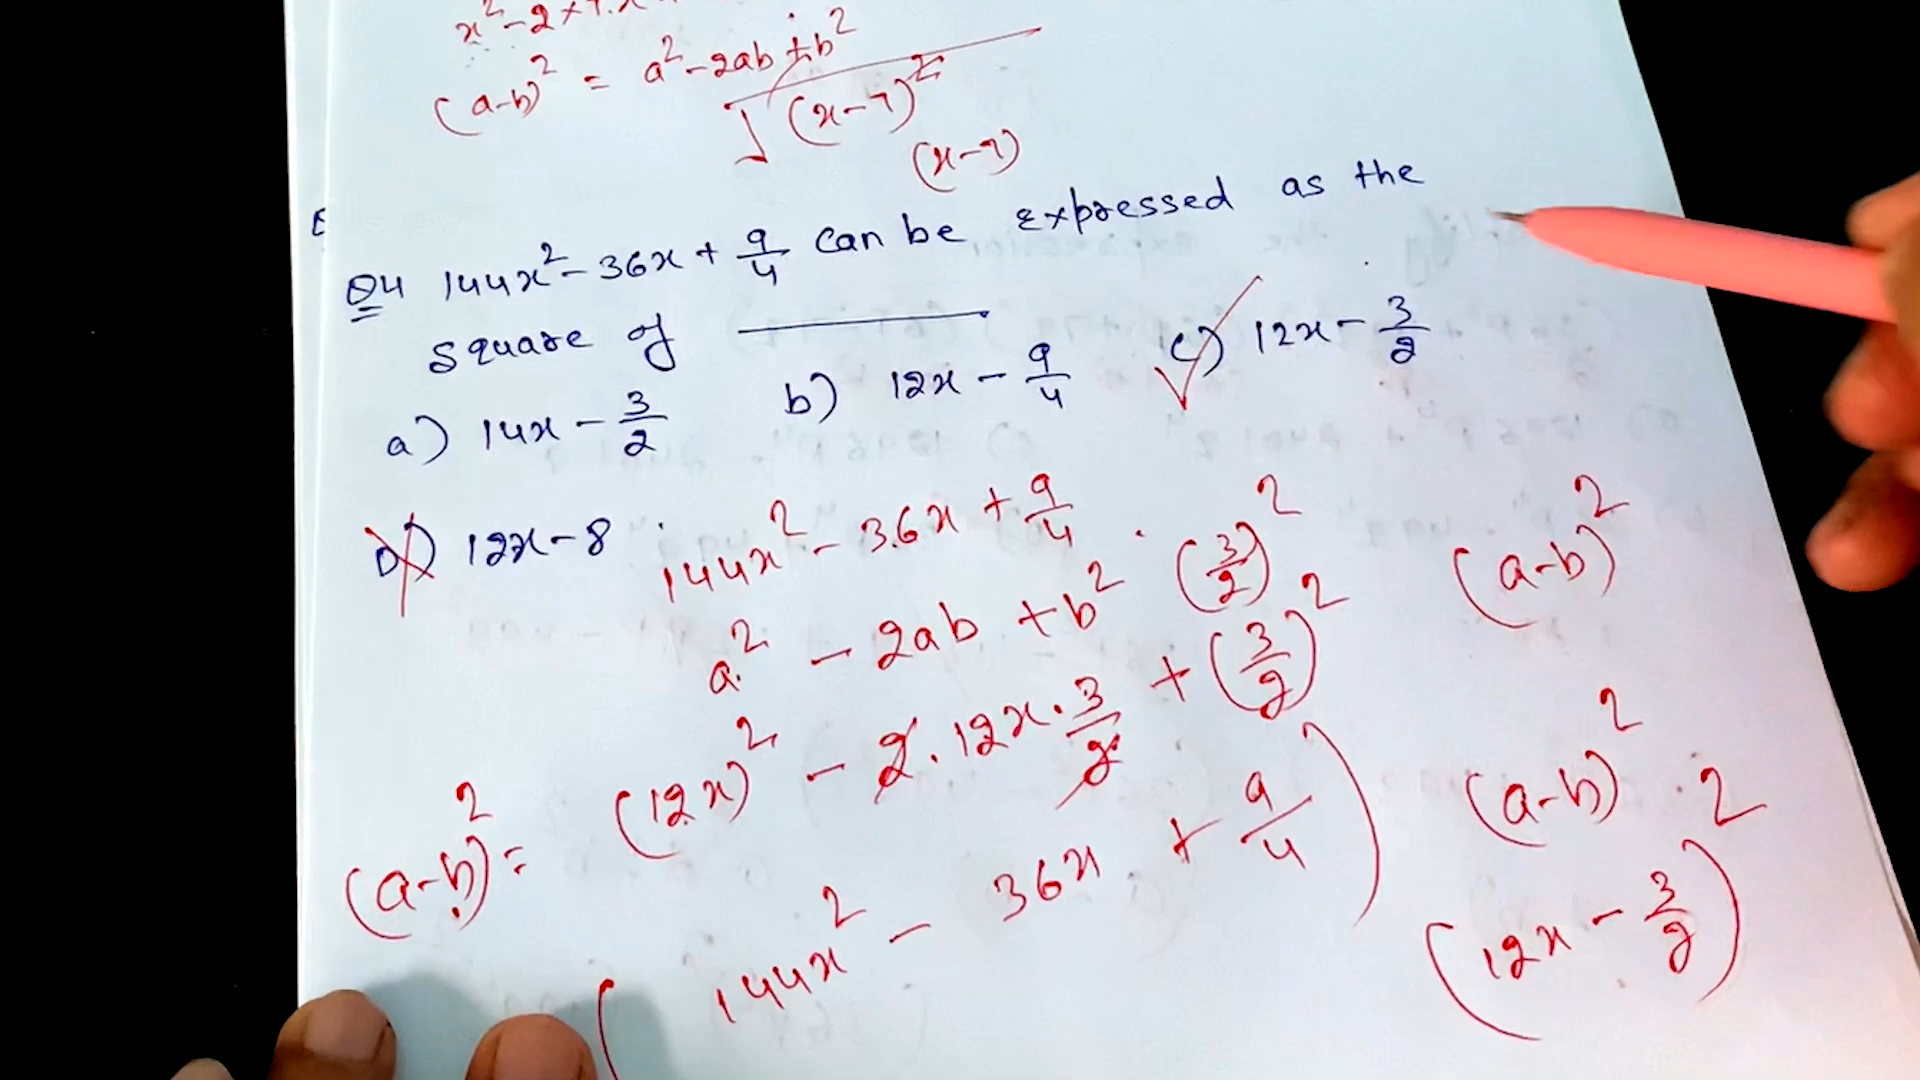 x² - 2×7.x
(a-b)² = a² - 2ab + b²
√(x-7)²
(x-7)
Q4 144x² - 36x + 9/4 can be expressed as the
square of ______
a) 14x - 3/2 b) 12x - 9/4 c) 12x - 3/2
d) 12x - 8
144x² - 36x + 9/4
(3/2)²
a² - 2ab + b²
(a-b)²
(12x)² - 2.12x.3/2 + (3/2)²
(a-b)² =
(a-b)²
(144x² - 36x + 9/4)
(12x - 3/2)²